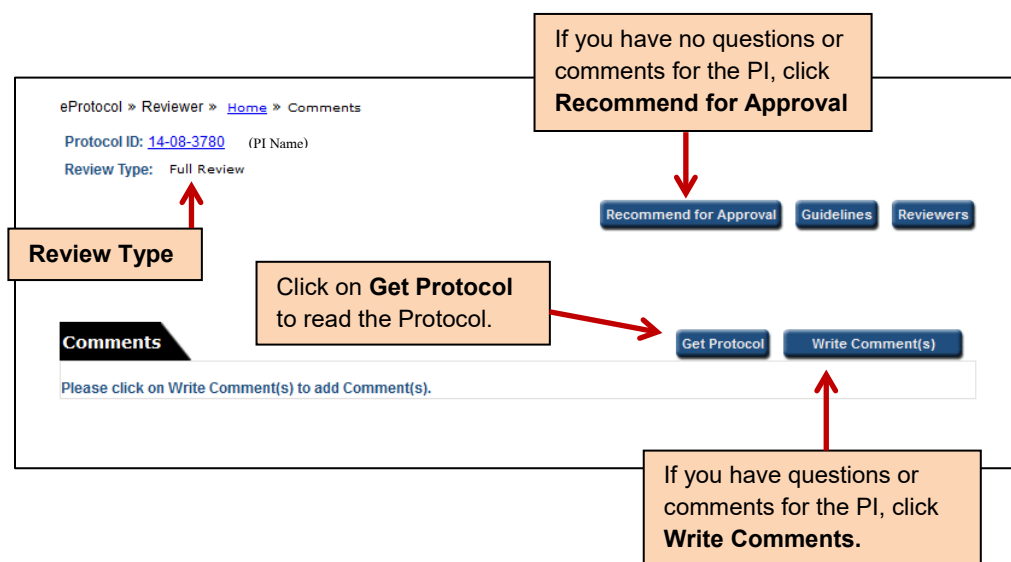 If you have no questions or
comments for the PI, click
Recommend for Approval
eProtocol » Reviewer » Home » Comments
Protocol ID: 14-08-3780 (PI Name)
Review Type: Full Review
Recommend for Approval Guidelines Reviewers
Review Type
Click on Get Protocol
to read the Protocol.
Comments
Get Protocol Write Comment(s)
Please click on Write Comment(s) to add Comment(s).
If you have questions or
comments for the PI, click
Write Comments.